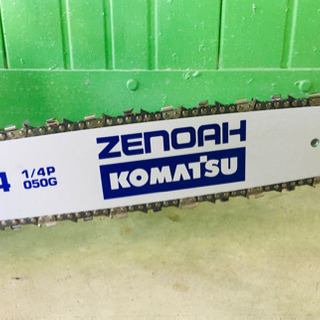 4 1/4P
050G
ZENOAH
KOMATSU